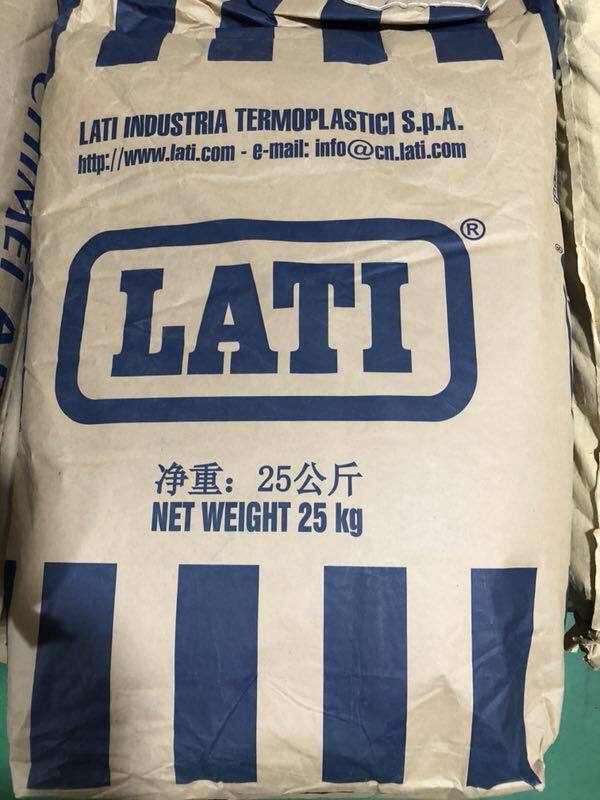 LATI INDUSTRIA TERMOPLASTICI S.p.A.
http://www.lati.com - e-mail: info@cn.lati.com
LATI®
净重：25公斤
NET WEIGHT 25 kg
CHIMEI